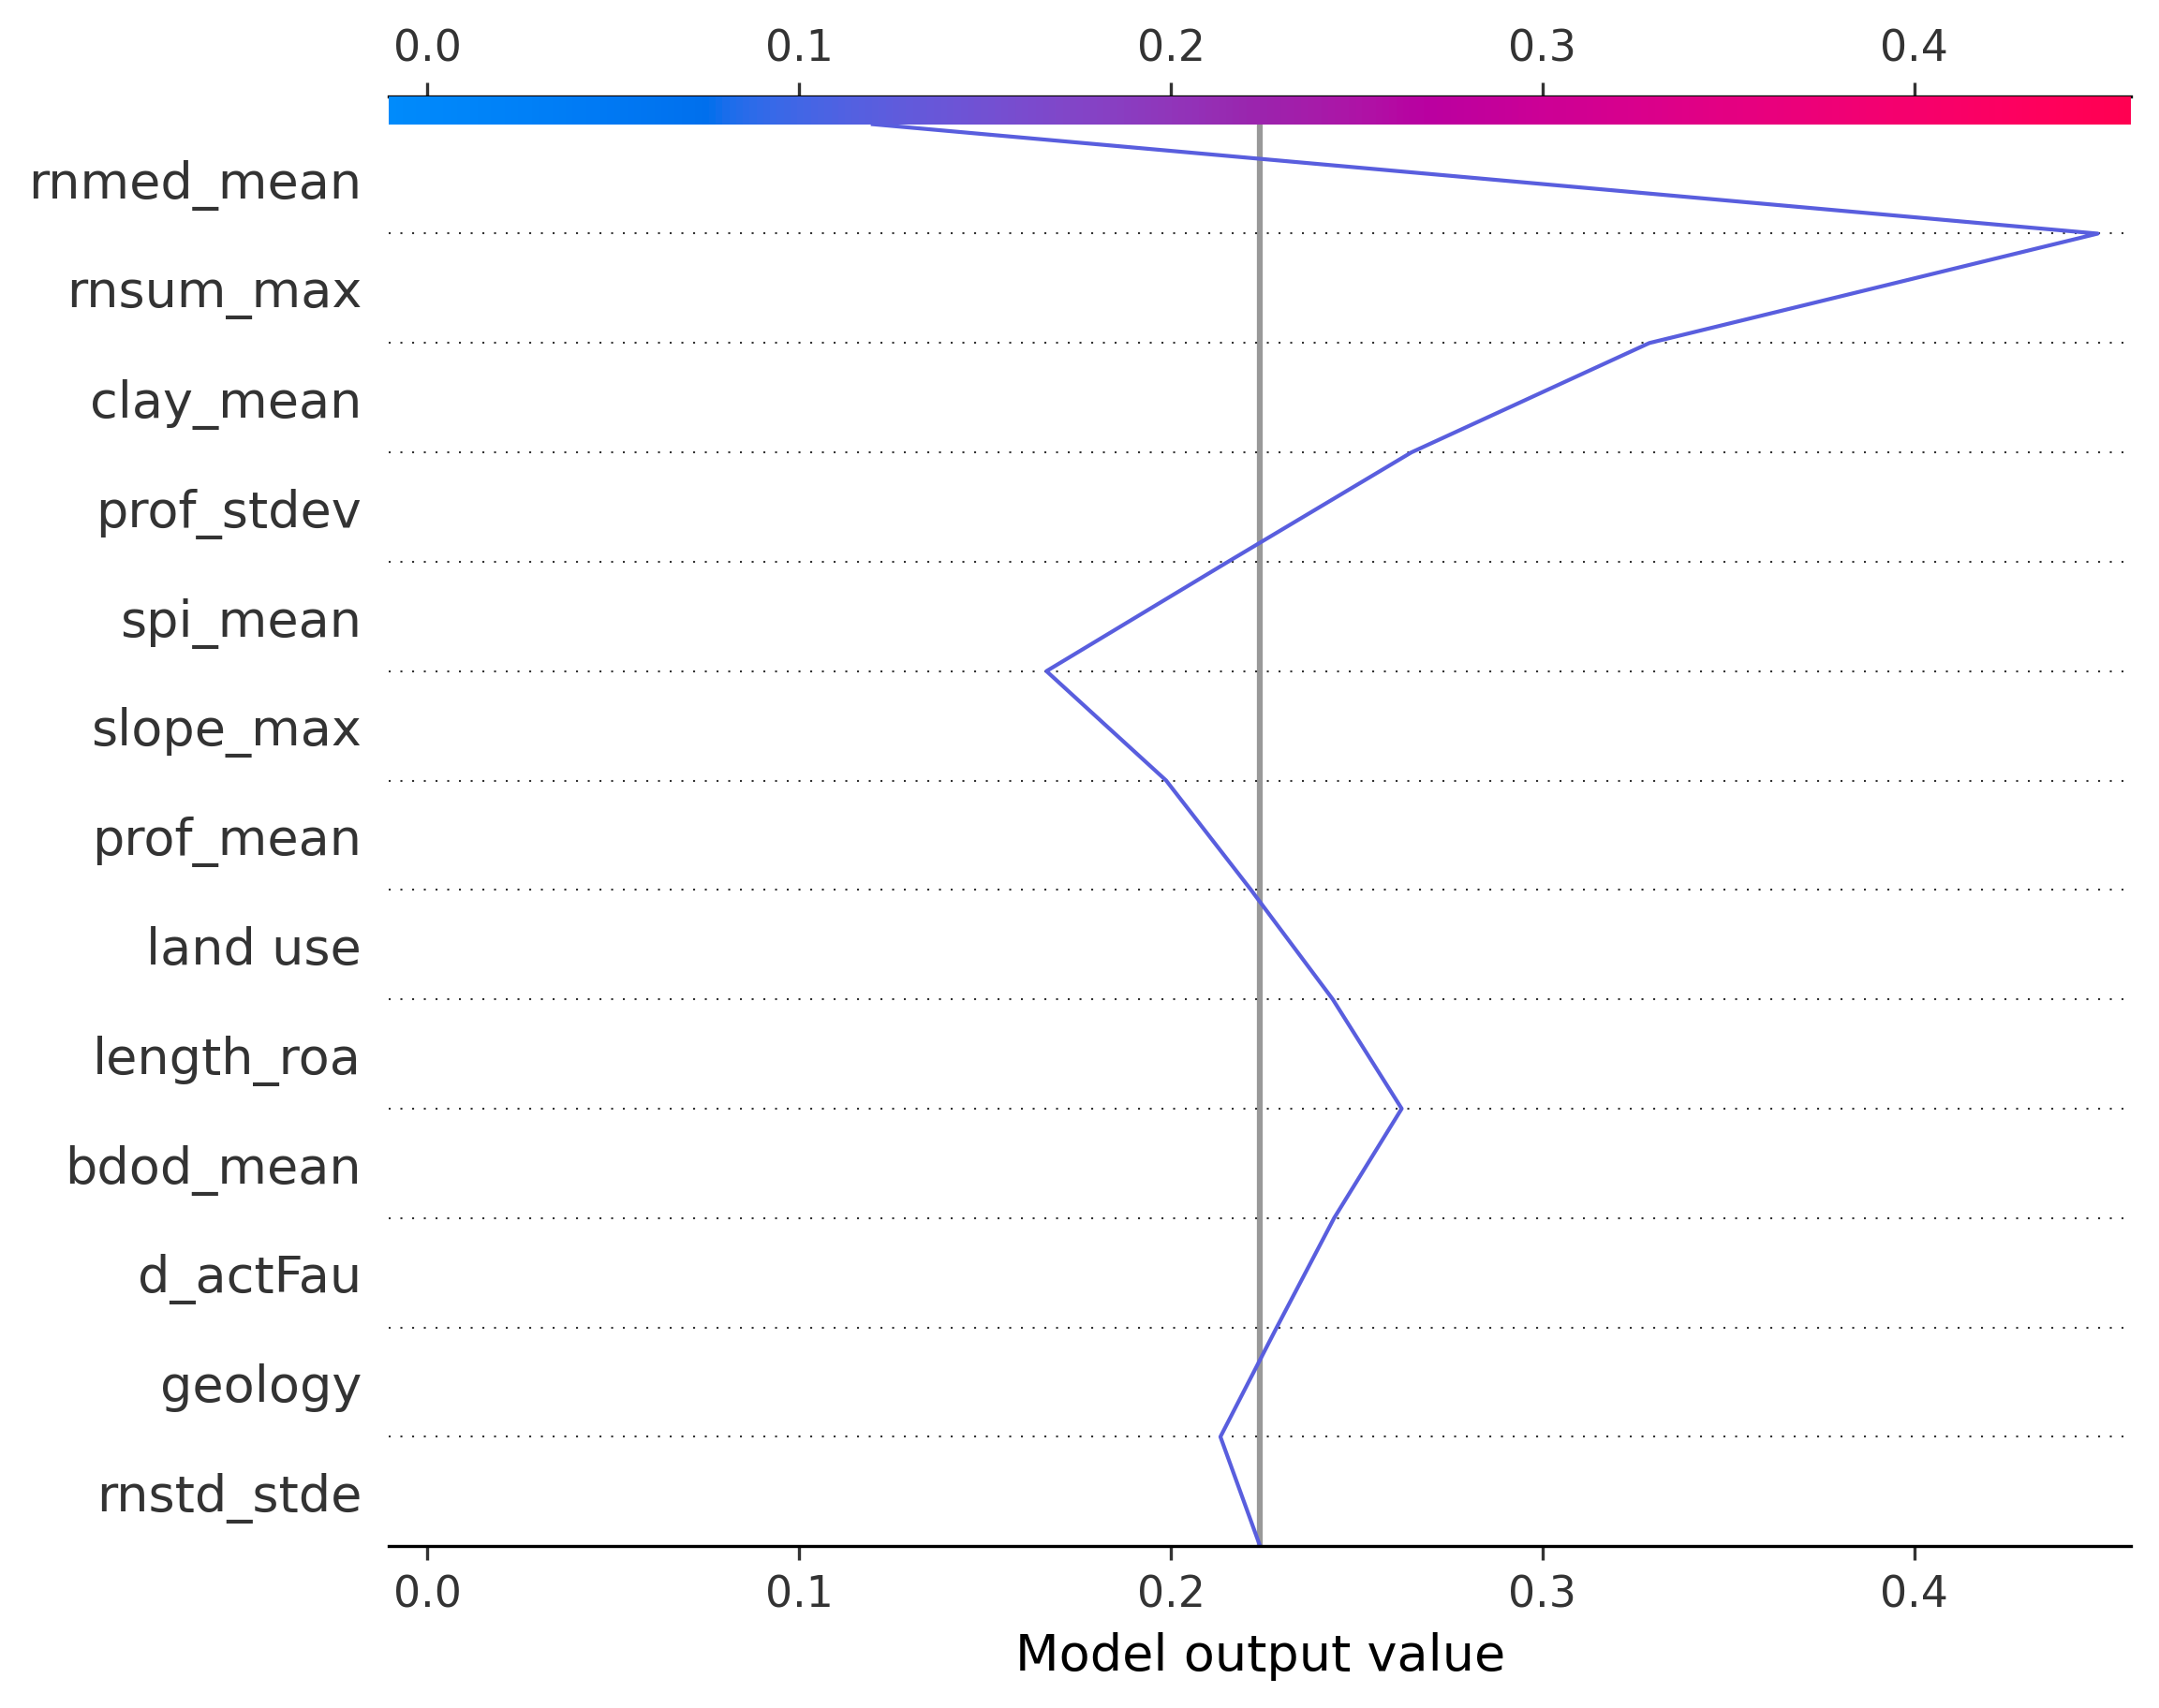 0.0 0.1 0.2 0.3 0.4
rnmed_mean
rnsum_max
clay_mean
prof_stdev
spi_mean
slope_max
prof_mean
land use
length_roa
bdod_mean
d_actFau
geology
rnstd_stde
0.0 0.1 0.2 0.3 0.4
Model output value